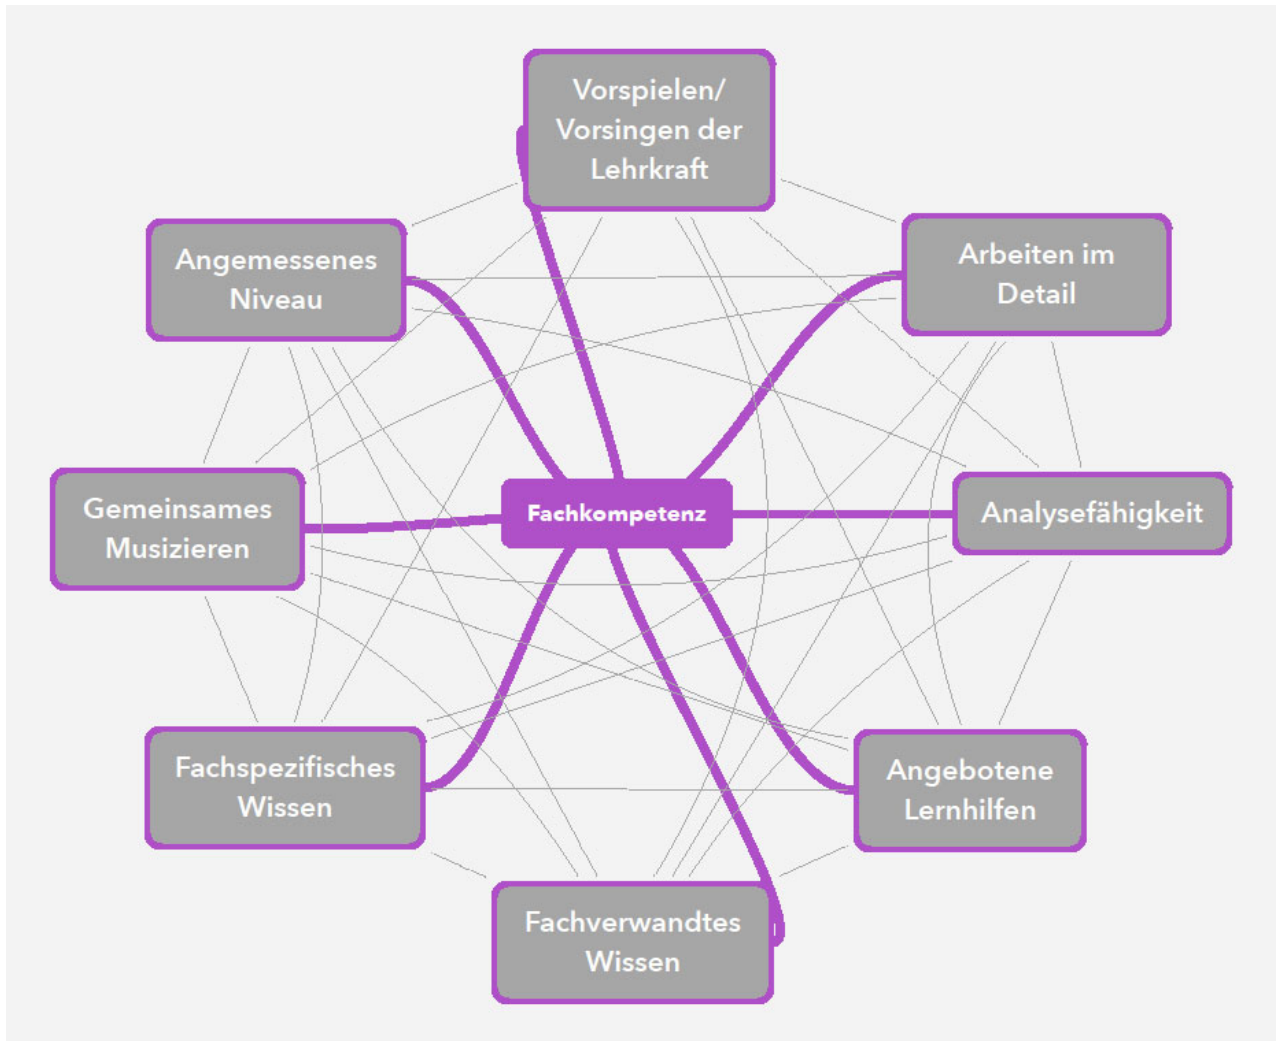 Vorspielen/
Vorsingen der
Lehrkraft
Angemessenes
Niveau
Arbeiten im
Detail
Gemeinsames
Musizieren
Fachkompetenz
Analysefähigkeit
Fachspezifisches
Wissen
Angebotene
Lernhilfen
Fachverwandtes
Wissen